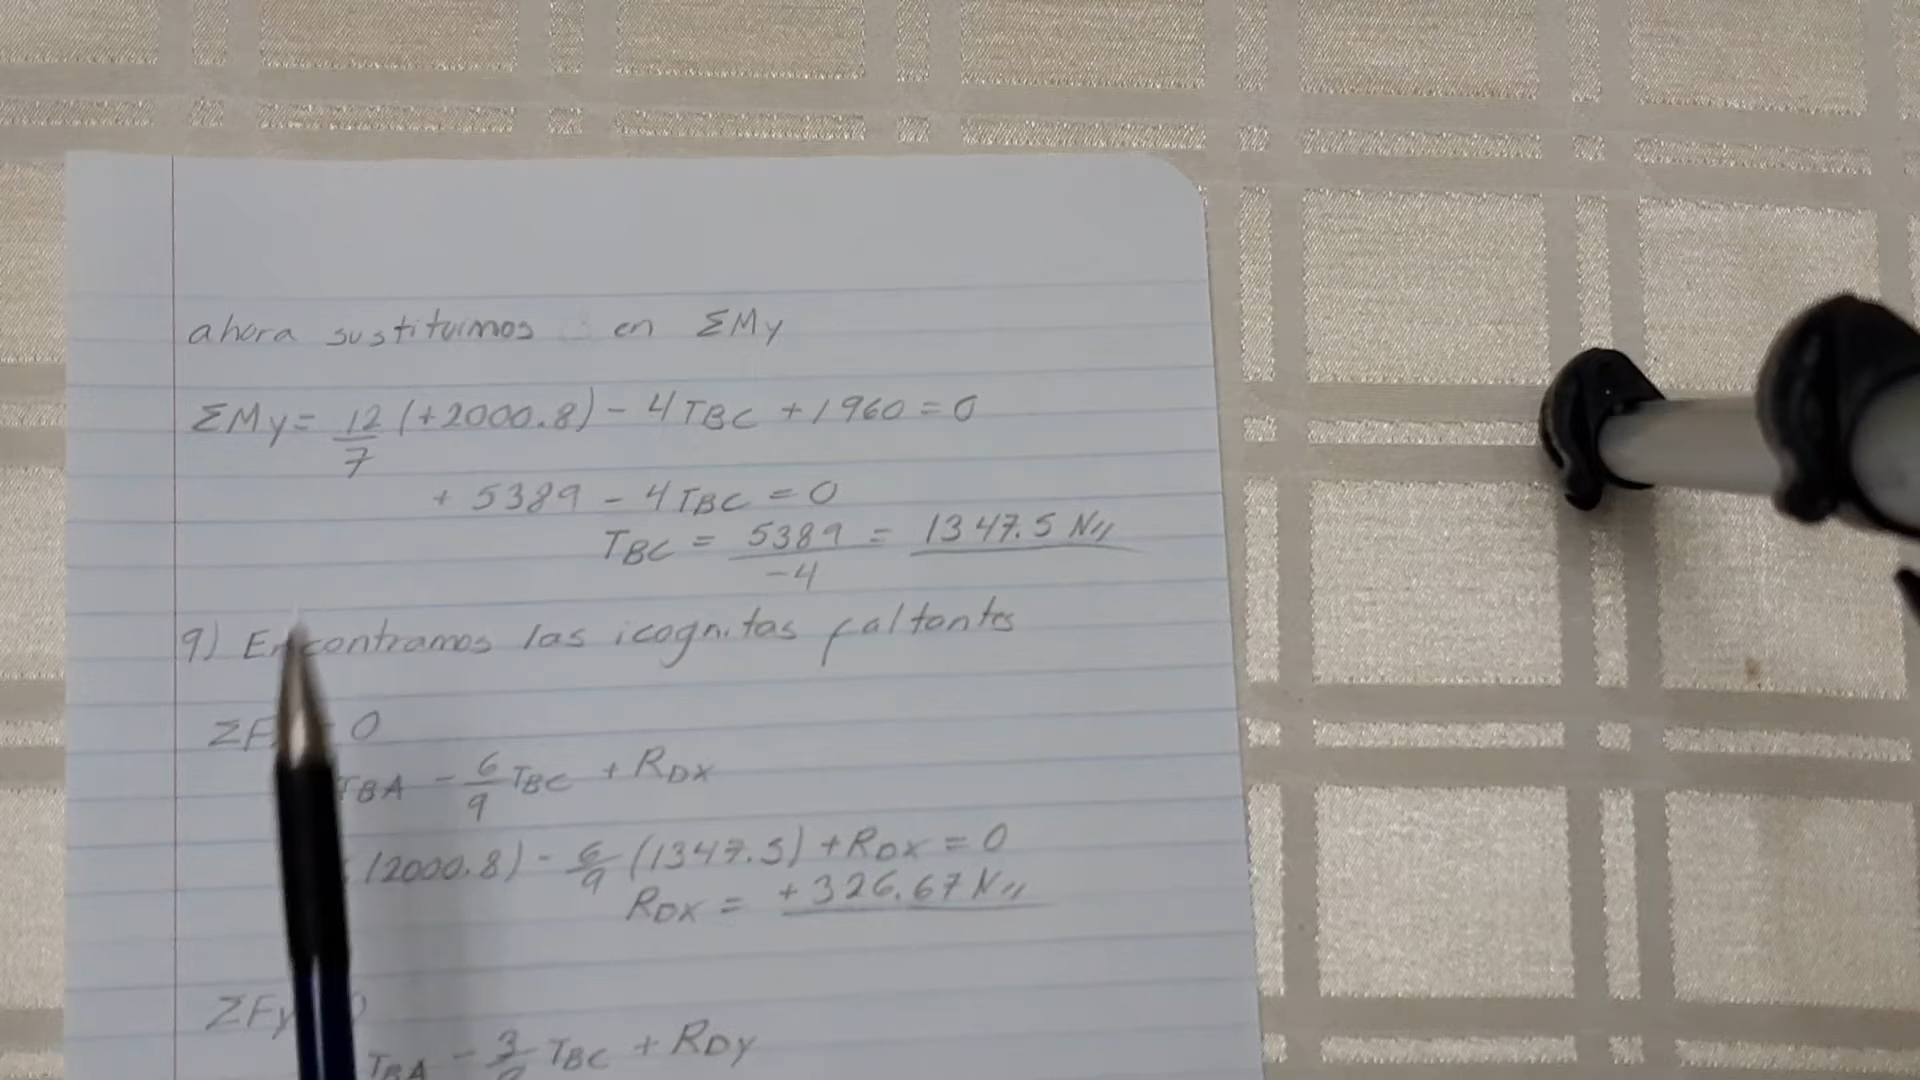 ahora sustituimos en ΣMy
ΣMy= 12/7 (+2000.8) - 4TBC +1960 = 0
+ 5389 - 4TBC = 0
TBC = 5389/-4 = 1347.5 N//
9) Encontramos las icognitas faltantes
ΣF 0
TBA - 6/9 TBC + RDX
(2000.8) - 6/9 (1347.5) + RDX = 0
RDX = +326.67 N//
ΣFy
TBA - 3/9 TBC + RDy